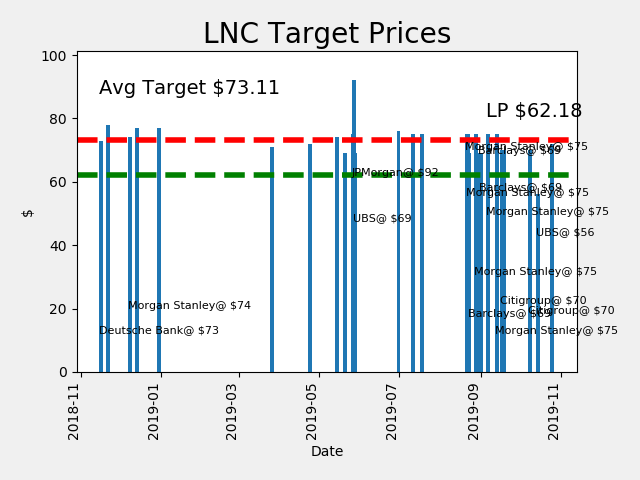 LNC Target Prices
100
80
60
40
20
0
$
Avg Target $73.11
LP $62.18
Morgan Stanley@ $75
Barclays@ $69
JPMorgan@ $92
Barclays@ $69
Morgan Stanley@ $75
Morgan Stanley@ $75
UBS@ $69
UBS@ $56
Morgan Stanley@ $75
Citigroup@ $70
Morgan Stanley@ $74
Citigroup@ $70
Barclays@ $69
Deutsche Bank@ $73
Morgan Stanley@ $75
2018-11
2019-01
2019-03
2019-05
2019-07
2019-09
2019-11
Date